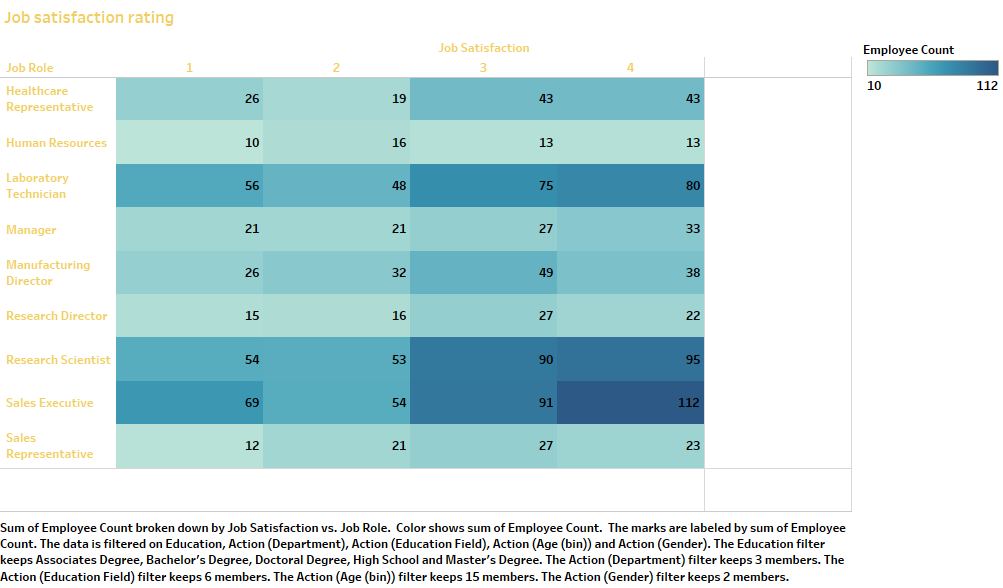 Job satisfaction rating
Job Satisfaction
Employee Count
Job Role 1 2 3 4
10 112
Healthcare
Representative
26 19 43 43
Human Resources 10 16 13 13
Laboratory
Technician
56 48 75 80
Manager 21 21 27 33
Manufacturing
Director
26 32 49 38
Research Director 15 16 27 22
Research Scientist 54 53 90 95
Sales Executive 69 54 91 112
Sales
Representative
12 21 27 23
Sum of Employee Count broken down by Job Satisfaction vs. Job Role. Color shows sum of Employee Count. The marks are labeled by sum of Employee
Count. The data is filtered on Education, Action (Department), Action (Education Field), Action (Age (bin)) and Action (Gender). The Education filter
keeps Associates Degree, Bachelor's Degree, Doctoral Degree, High School and Master's Degree. The Action (Department) filter keeps 3 members. The
Action (Education Field) filter keeps 6 members. The Action (Age (bin)) filter keeps 15 members. The Action (Gender) filter keeps 2 members.